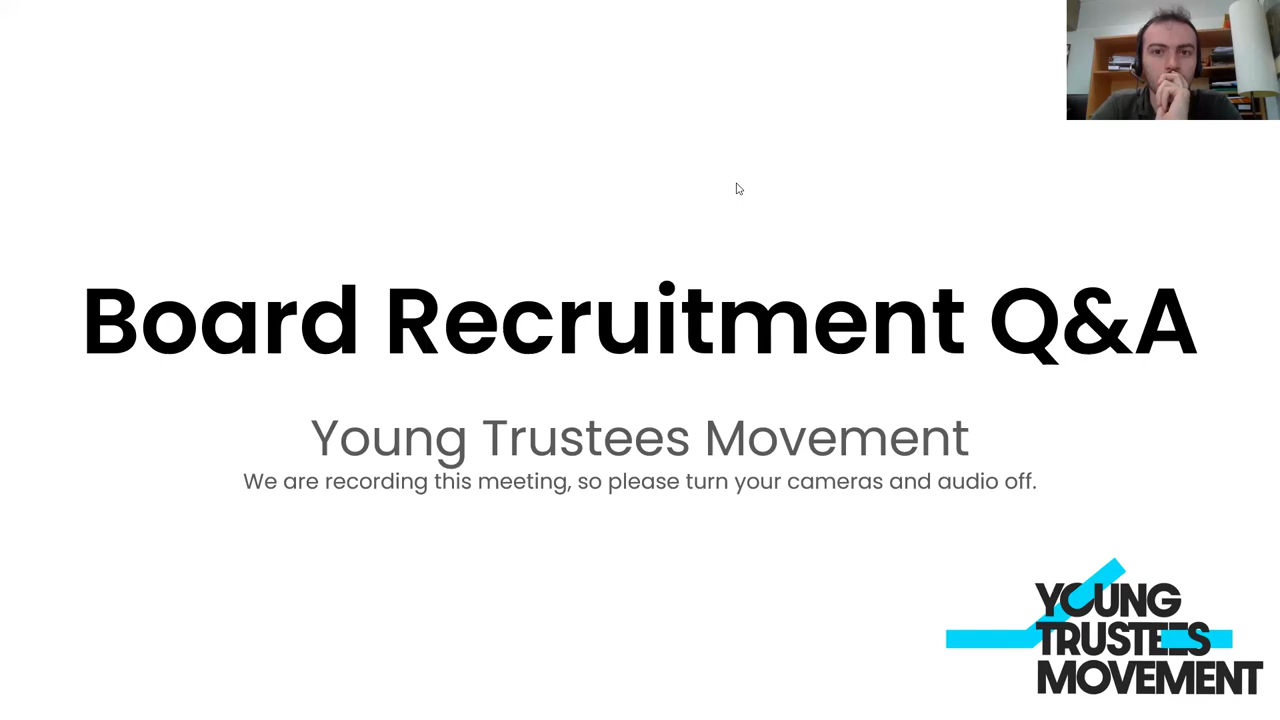 Board Recruitment Q&A
Young Trustees Movement
We are recording this meeting, so please turn your cameras and audio off.
YOUNG
TRUSTEES
MOVEMENT